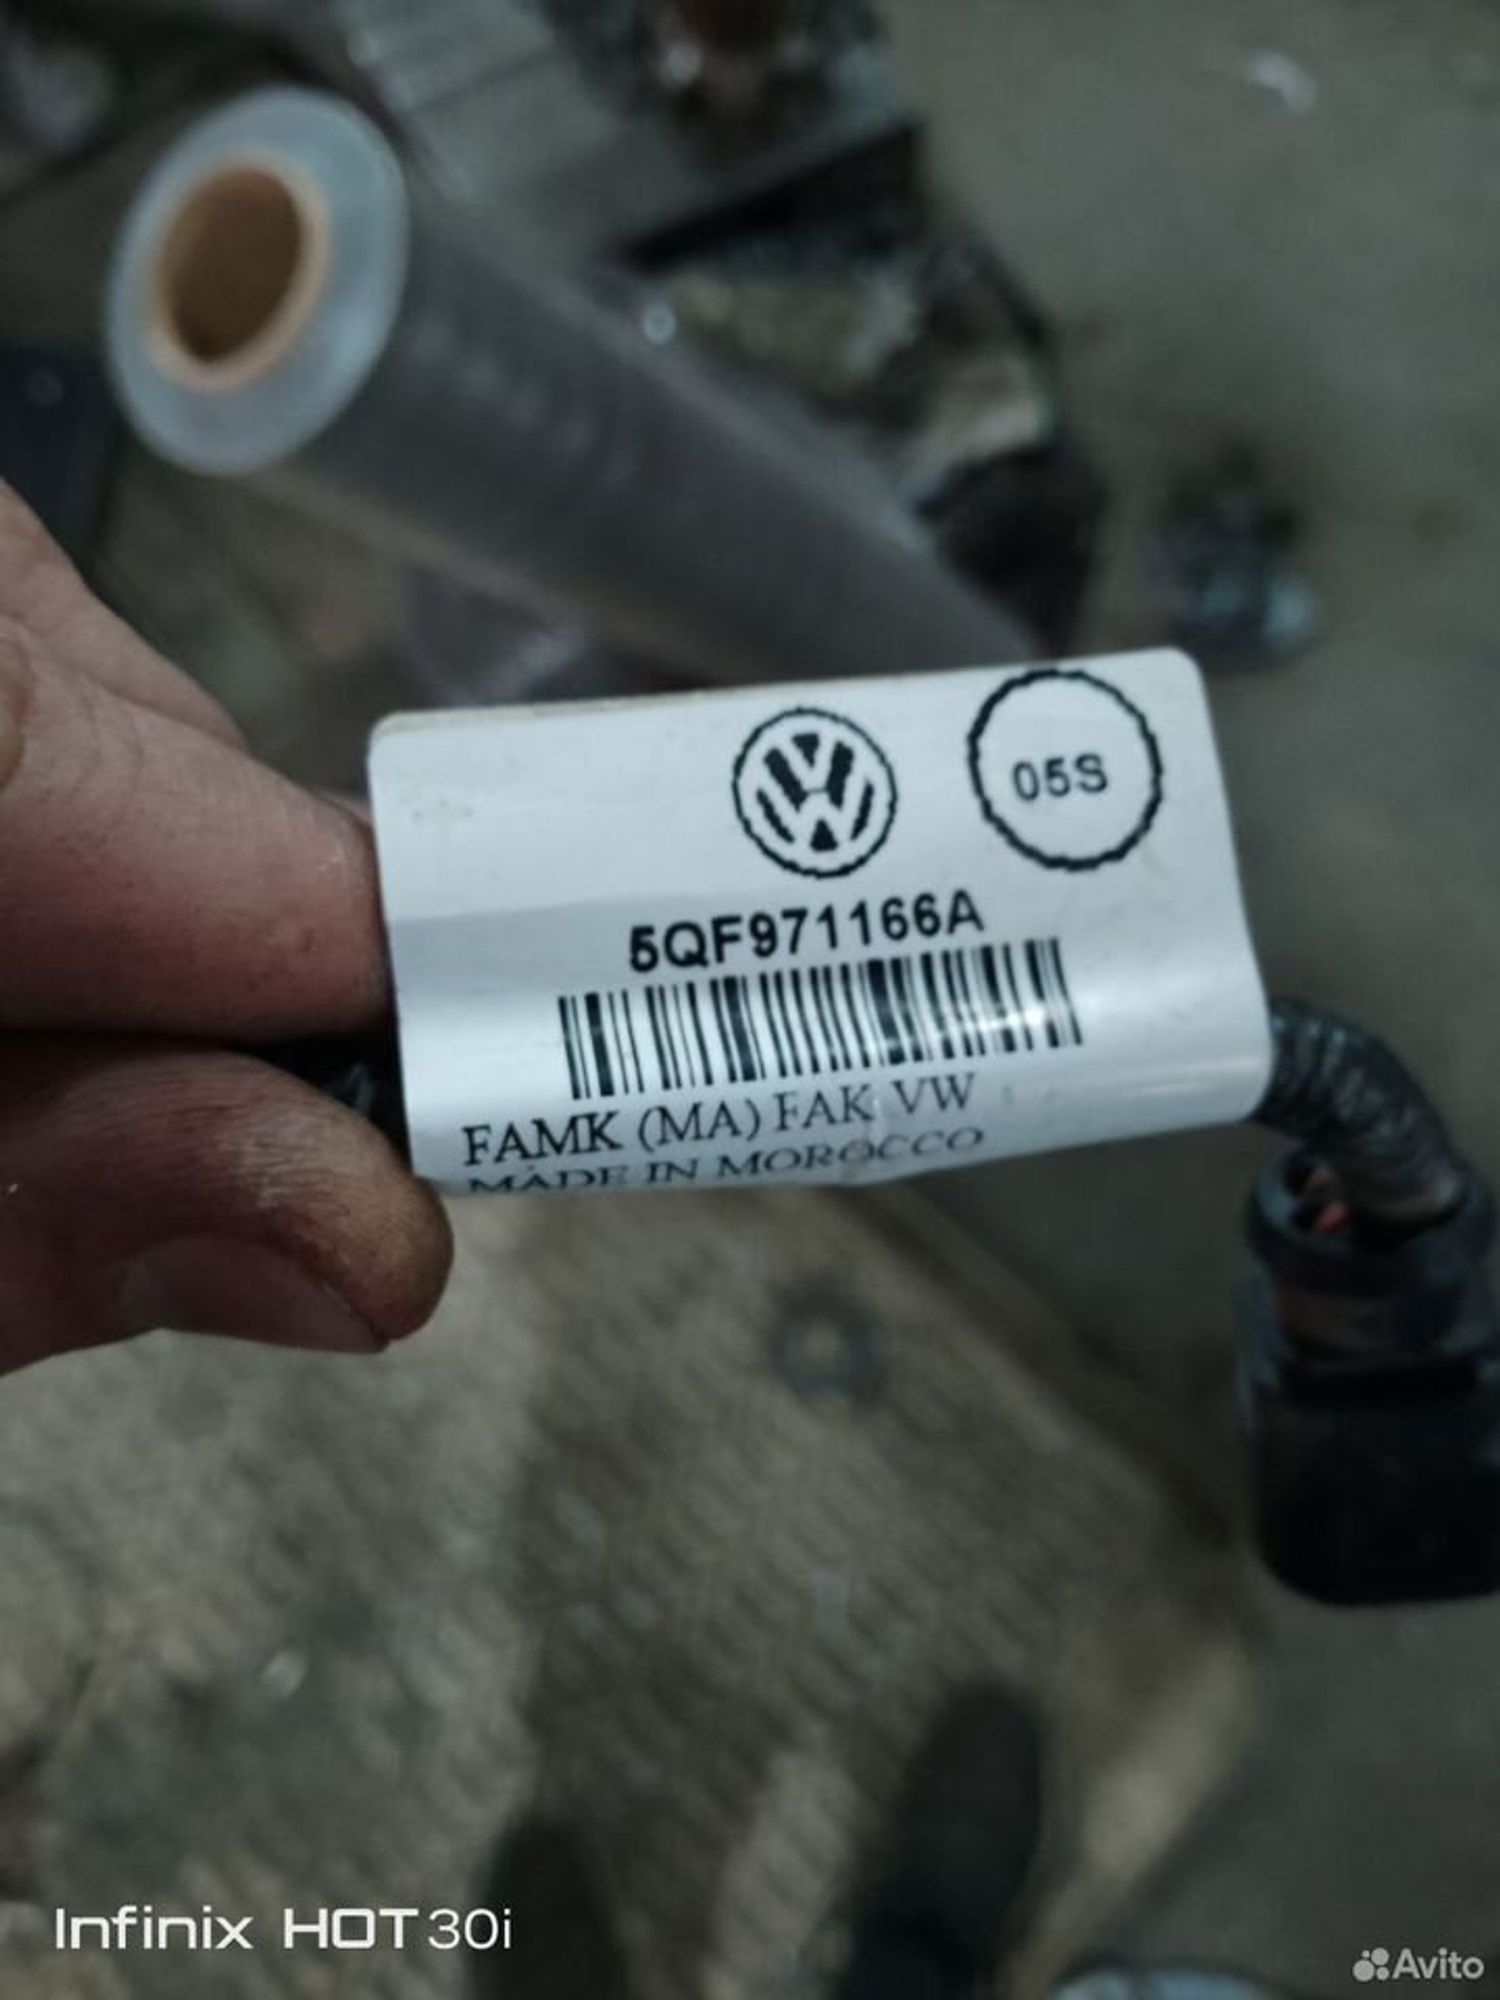 05S
5QF971166A
FAMK (MA) FAK VW
MADE IN MOROCCO
Infinix HOT 30i
Avito